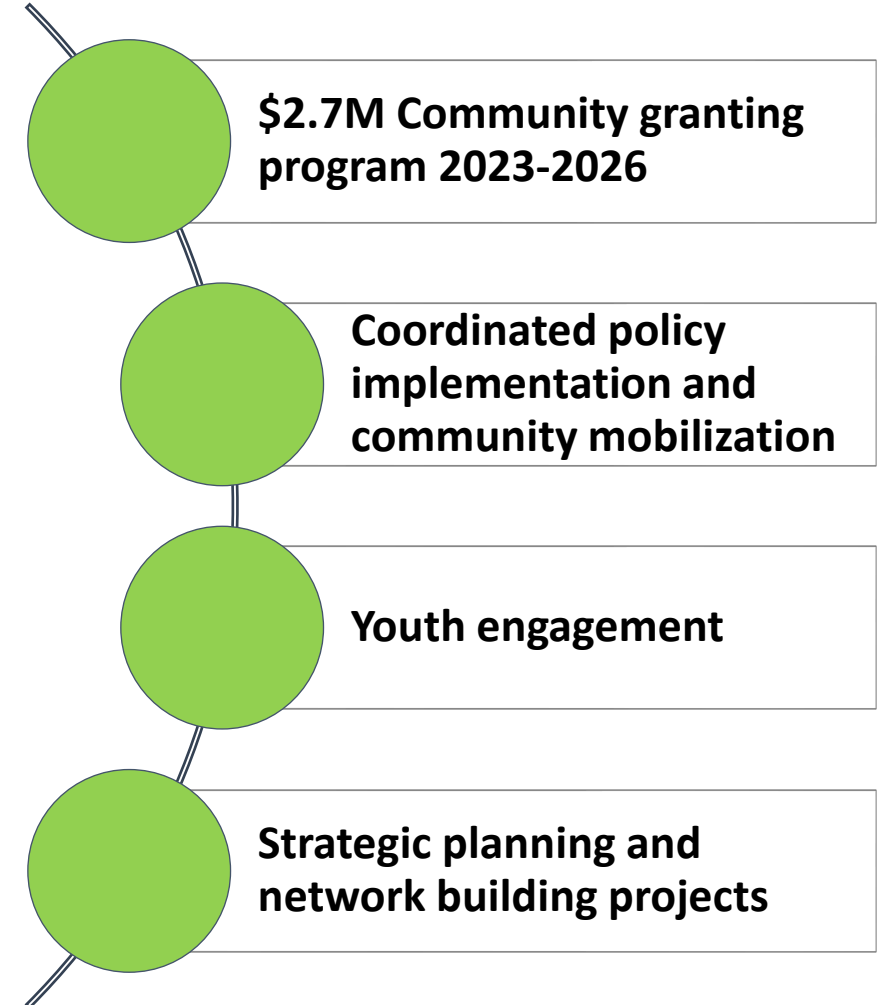 $2.7M Community granting
program 2023-2026
Coordinated policy
implementation and
community mobilization
Youth engagement
Strategic planning and
network building projects